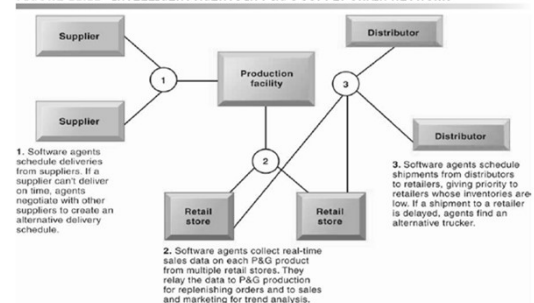 Supplier
Distributor
Production
facility
1
3
Supplier
Distributor
1. Software agents
schedule deliveries
from suppliers. If a
supplier can't deliver
on time, agents
negotiate with other
suppliers to create an
alternative delivery
schedule.
2
3. Software agents schedule
shipments from distributors
to retailers, giving priority to
retailers whose inventories are
low. If a shipment to a retailer
is delayed, agents find an
alternative trucker.
Retail
store
Retail
store
2. Software agents collect real-time
sales data on each P&G product
from multiple retail stores. They
relay the data to P&G production
for replenishing orders and to sales
and marketing for trend analysis.